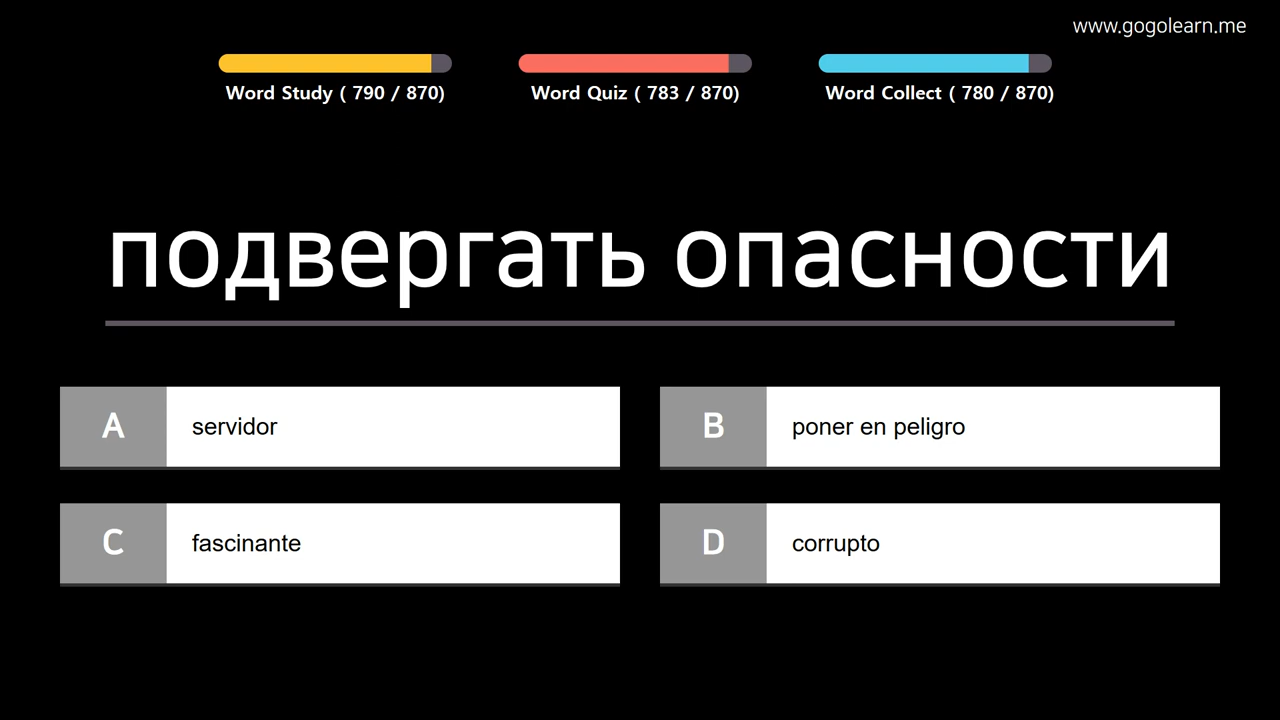 www.gogolearn.me
Word Study ( 790 / 870)
Word Quiz ( 783 / 870)
Word Collect ( 780 / 870)
подвергать опасности
A servidor
B poner en peligro
C fascinante
D corrupto